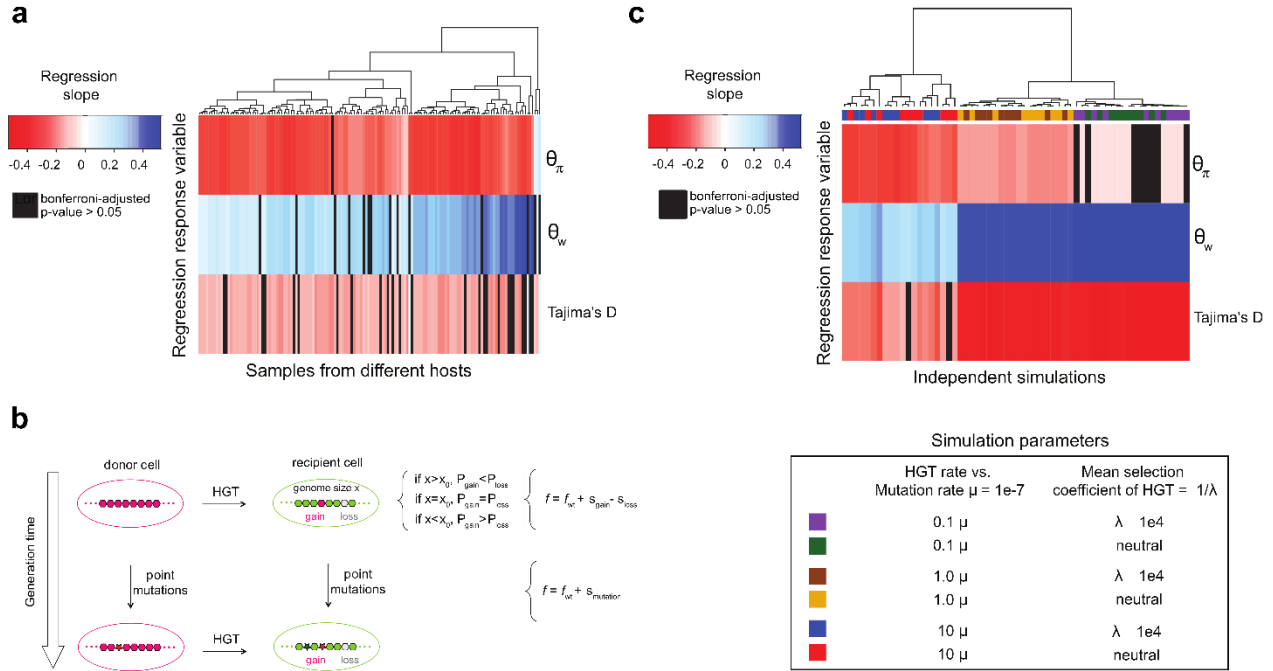 a
Regression
slope
-0.4 -0.2 0 0.2 0.4
bonferroni-adjusted
p-value > 0.05
Regreession response variable
θπ
θw
Tajima's D
Samples from different hosts
b
Generation time
donor cell
HGT
recipient cell
genome size x
gain loss
if x>x0, Pgain<Ploss
if x=x0, Pgain=Ploss
if x<x0, Pgain>Ploss
f = fwt + sgain - sloss
point
mutations
point
mutations
f = fwt + smutation
HGT
gain loss
c
Regression
slope
-0.4 -0.2 0 0.2 0.4
bonferroni-adjusted
p-value > 0.05
Regreession response variable
θπ
θw
Tajima's D
Independent simulations
Simulation parameters
HGT rate vs. Mean selection
Mutation rate μ = 1e-7 coefficient of HGT = 1/λ
0.1 μ λ 1e4
0.1 μ neutral
1.0 μ λ 1e4
1.0 μ neutral
10 μ λ 1e4
10 μ neutral